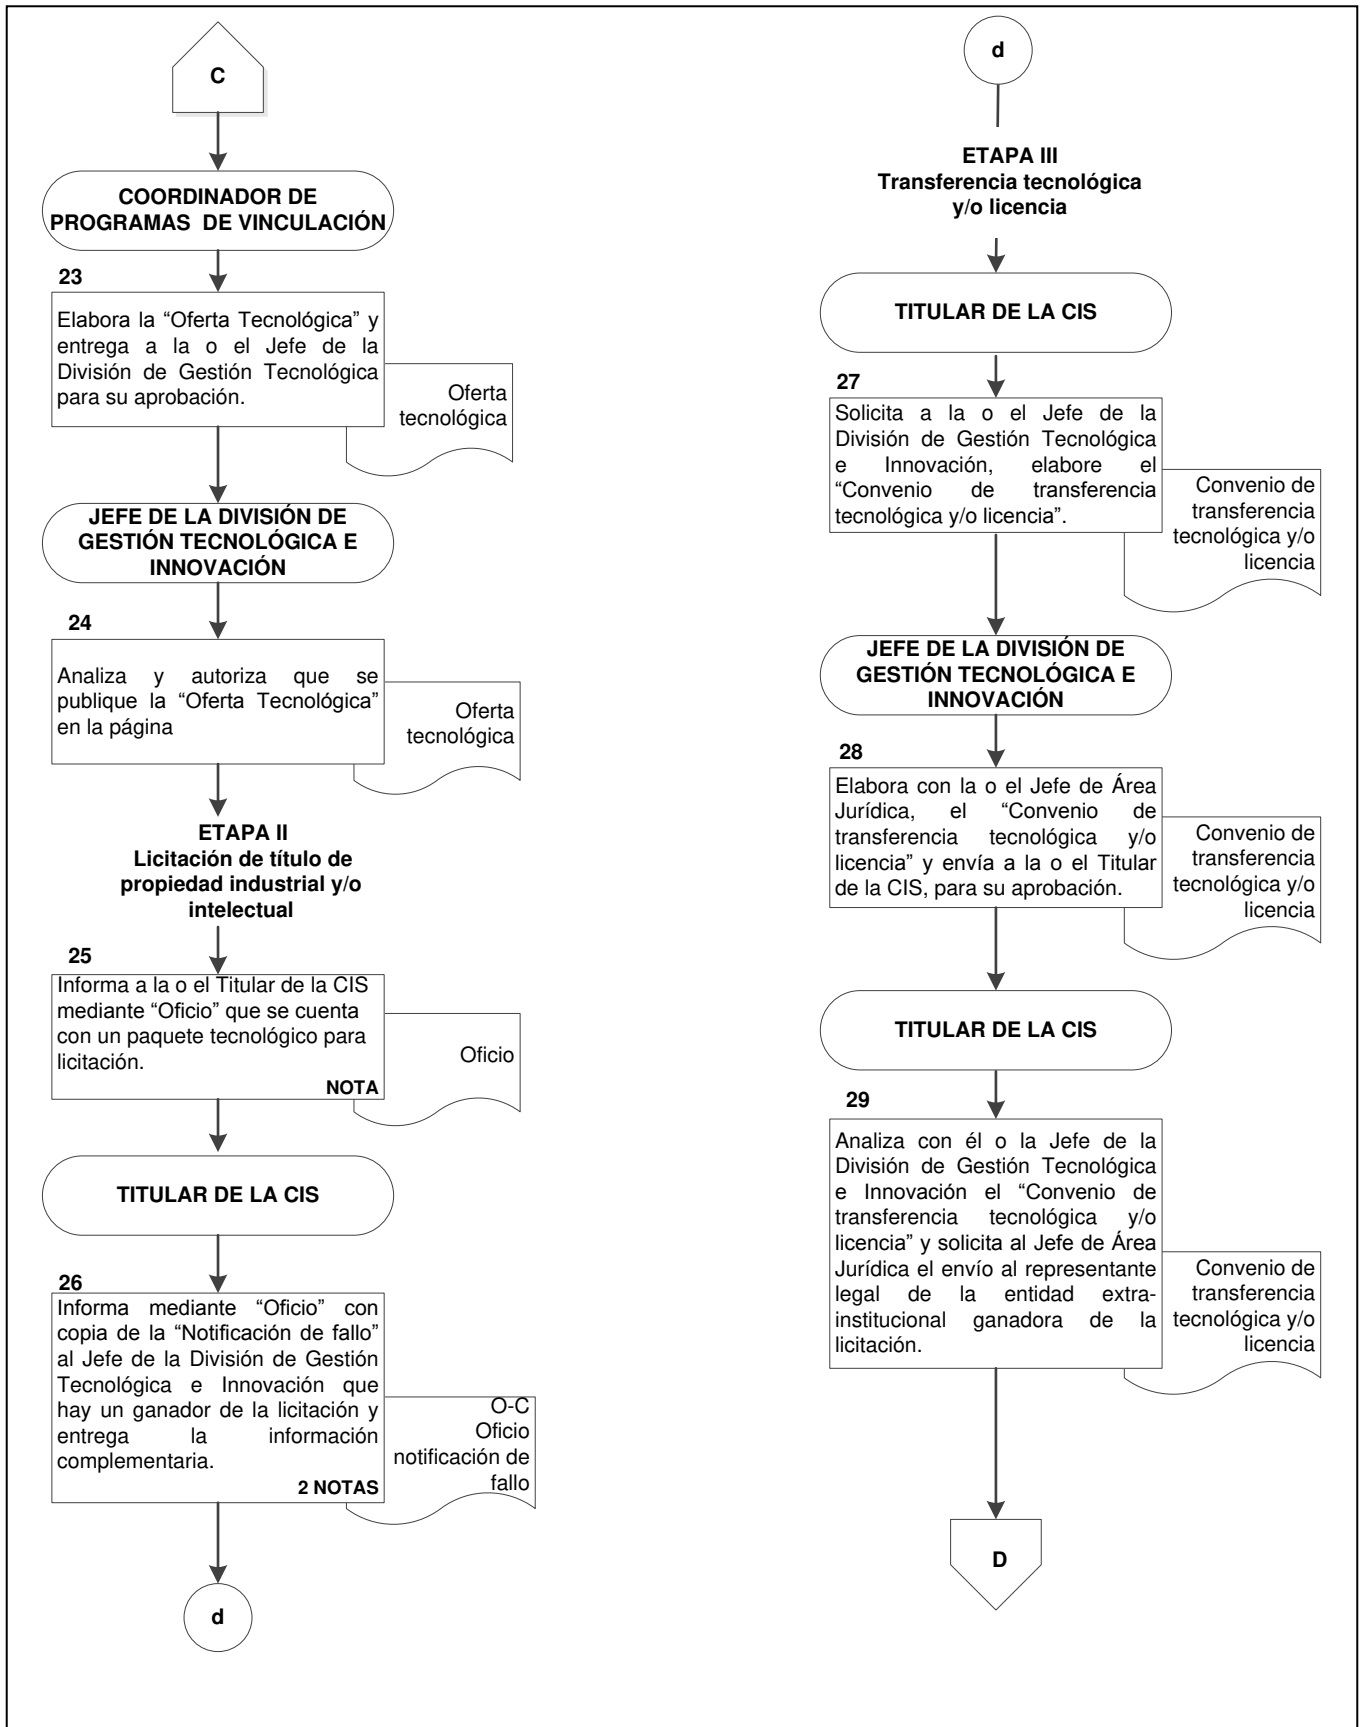 C
COORDINADOR DE
PROGRAMAS DE VINCULACIÓN
23
Elabora la “Oferta Tecnológica” y
entrega a la o el Jefe de la
División de Gestión Tecnológica
para su aprobación.
Oferta
tecnológica
JEFE DE LA DIVISIÓN DE
GESTIÓN TECNOLÓGICA E
INNOVACIÓN
24
Analiza y autoriza que se
publique la “Oferta Tecnológica”
en la página
Oferta
tecnológica
ETAPA II
Licitación de título de
propiedad industrial y/o
intelectual
25
Informa a la o el Titular de la CIS
mediante “Oficio” que se cuenta
con un paquete tecnológico para
licitación.
NOTA
Oficio
TITULAR DE LA CIS
26
Informa mediante “Oficio” con
copia de la “Notificación de fallo”
al Jefe de la División de Gestión
Tecnológica e Innovación que
hay un ganador de la licitación y
entrega la información
complementaria.
2 NOTAS
O-C
Oficio
notificación de
fallo
d
d
ETAPA III
Transferencia tecnológica
y/o licencia
TITULAR DE LA CIS
27
Solicita a la o el Jefe de la
División de Gestión Tecnológica
e Innovación, elabore el
“Convenio de transferencia
tecnológica y/o licencia”.
Convenio de
transferencia
tecnológica y/o
licencia
JEFE DE LA DIVISIÓN DE
GESTIÓN TECNOLÓGICA E
INNOVACIÓN
28
Elabora con la o el Jefe de Área
Jurídica, el “Convenio de
transferencia tecnológica y/o
licencia” y envía a la o el Titular
de la CIS, para su aprobación.
Convenio de
transferencia
tecnológica y/o
licencia
TITULAR DE LA CIS
29
Analiza con él o la Jefe de la
División de Gestión Tecnológica
e Innovación el “Convenio de
transferencia tecnológica y/o
licencia” y solicita al Jefe de Área
Jurídica el envío al representante
legal de la entidad extra-
institucional ganadora de la
licitación.
Convenio de
transferencia
tecnológica y/o
licencia
D